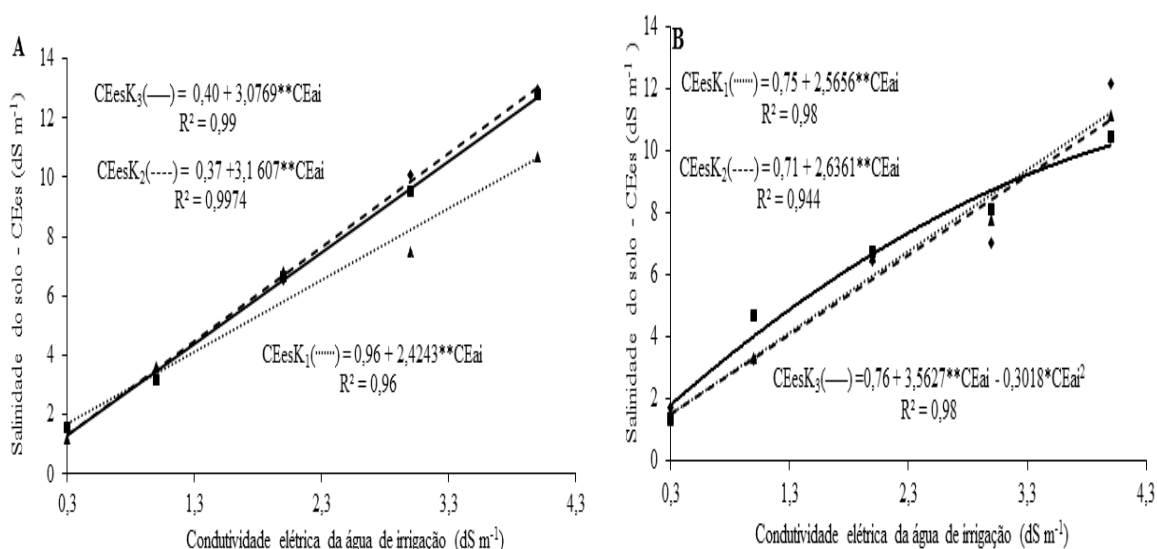 A
Salinidade do solo - CEes (dS m⁻¹)
14
12
10
8
6
4
2
0
CEesK₃(──) = 0,40 + 3,0769**CEai
R² = 0,99
CEesK₂(----) = 0,37 +3,1 607**CEai
R² = 0,9974
CEesK₁(······) = 0,96 + 2,4243**CEai
R² = 0,96
0,3 1,3 2,3 3,3 4,3
Condutividade elétrica da água de irrigação (dS m⁻¹)
B
Salinidade do solo - CEes (dS m⁻¹)
14
12
10
8
6
4
2
0
CEesK₁(······) = 0,75 + 2,5656**CEai
R² = 0,98
CEesK₂(----) = 0,71 + 2,6361**CEai
R² = 0,944
CEesK₃(──) =0,76 + 3,5627**CEai - 0,3018*CEai²
R² = 0,98
0,3 1,3 2,3 3,3 4,3
Condutividade elétrica da água de irrigação (dS m⁻¹)